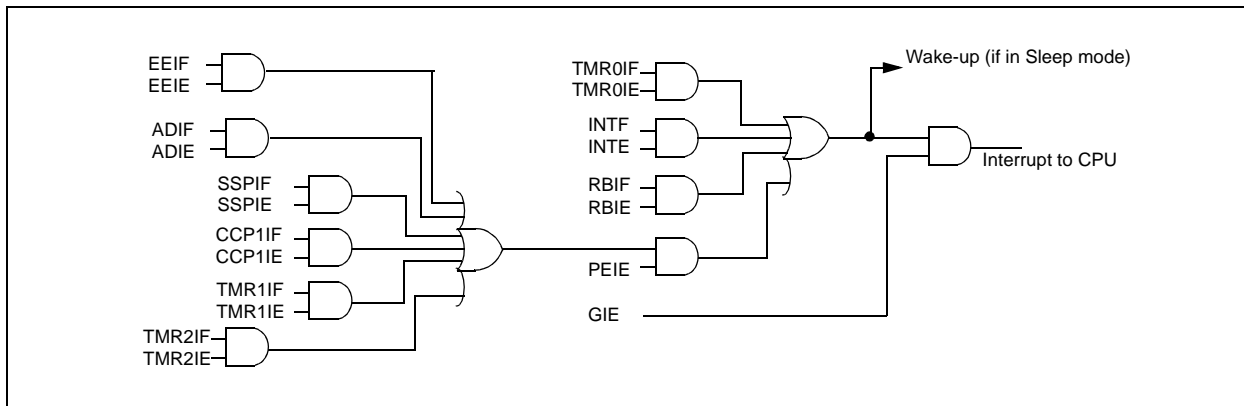 EEIF
EEIE
ADIF
ADIE
SSPIF
SSPIE
CCP1IF
CCP1IE
TMR1IF
TMR1IE
TMR2IF
TMR2IE
TMR0IF
TMR0IE
INTF
INTE
RBIF
RBIE
PEIE
GIE
Wake-up (if in Sleep mode)
Interrupt to CPU